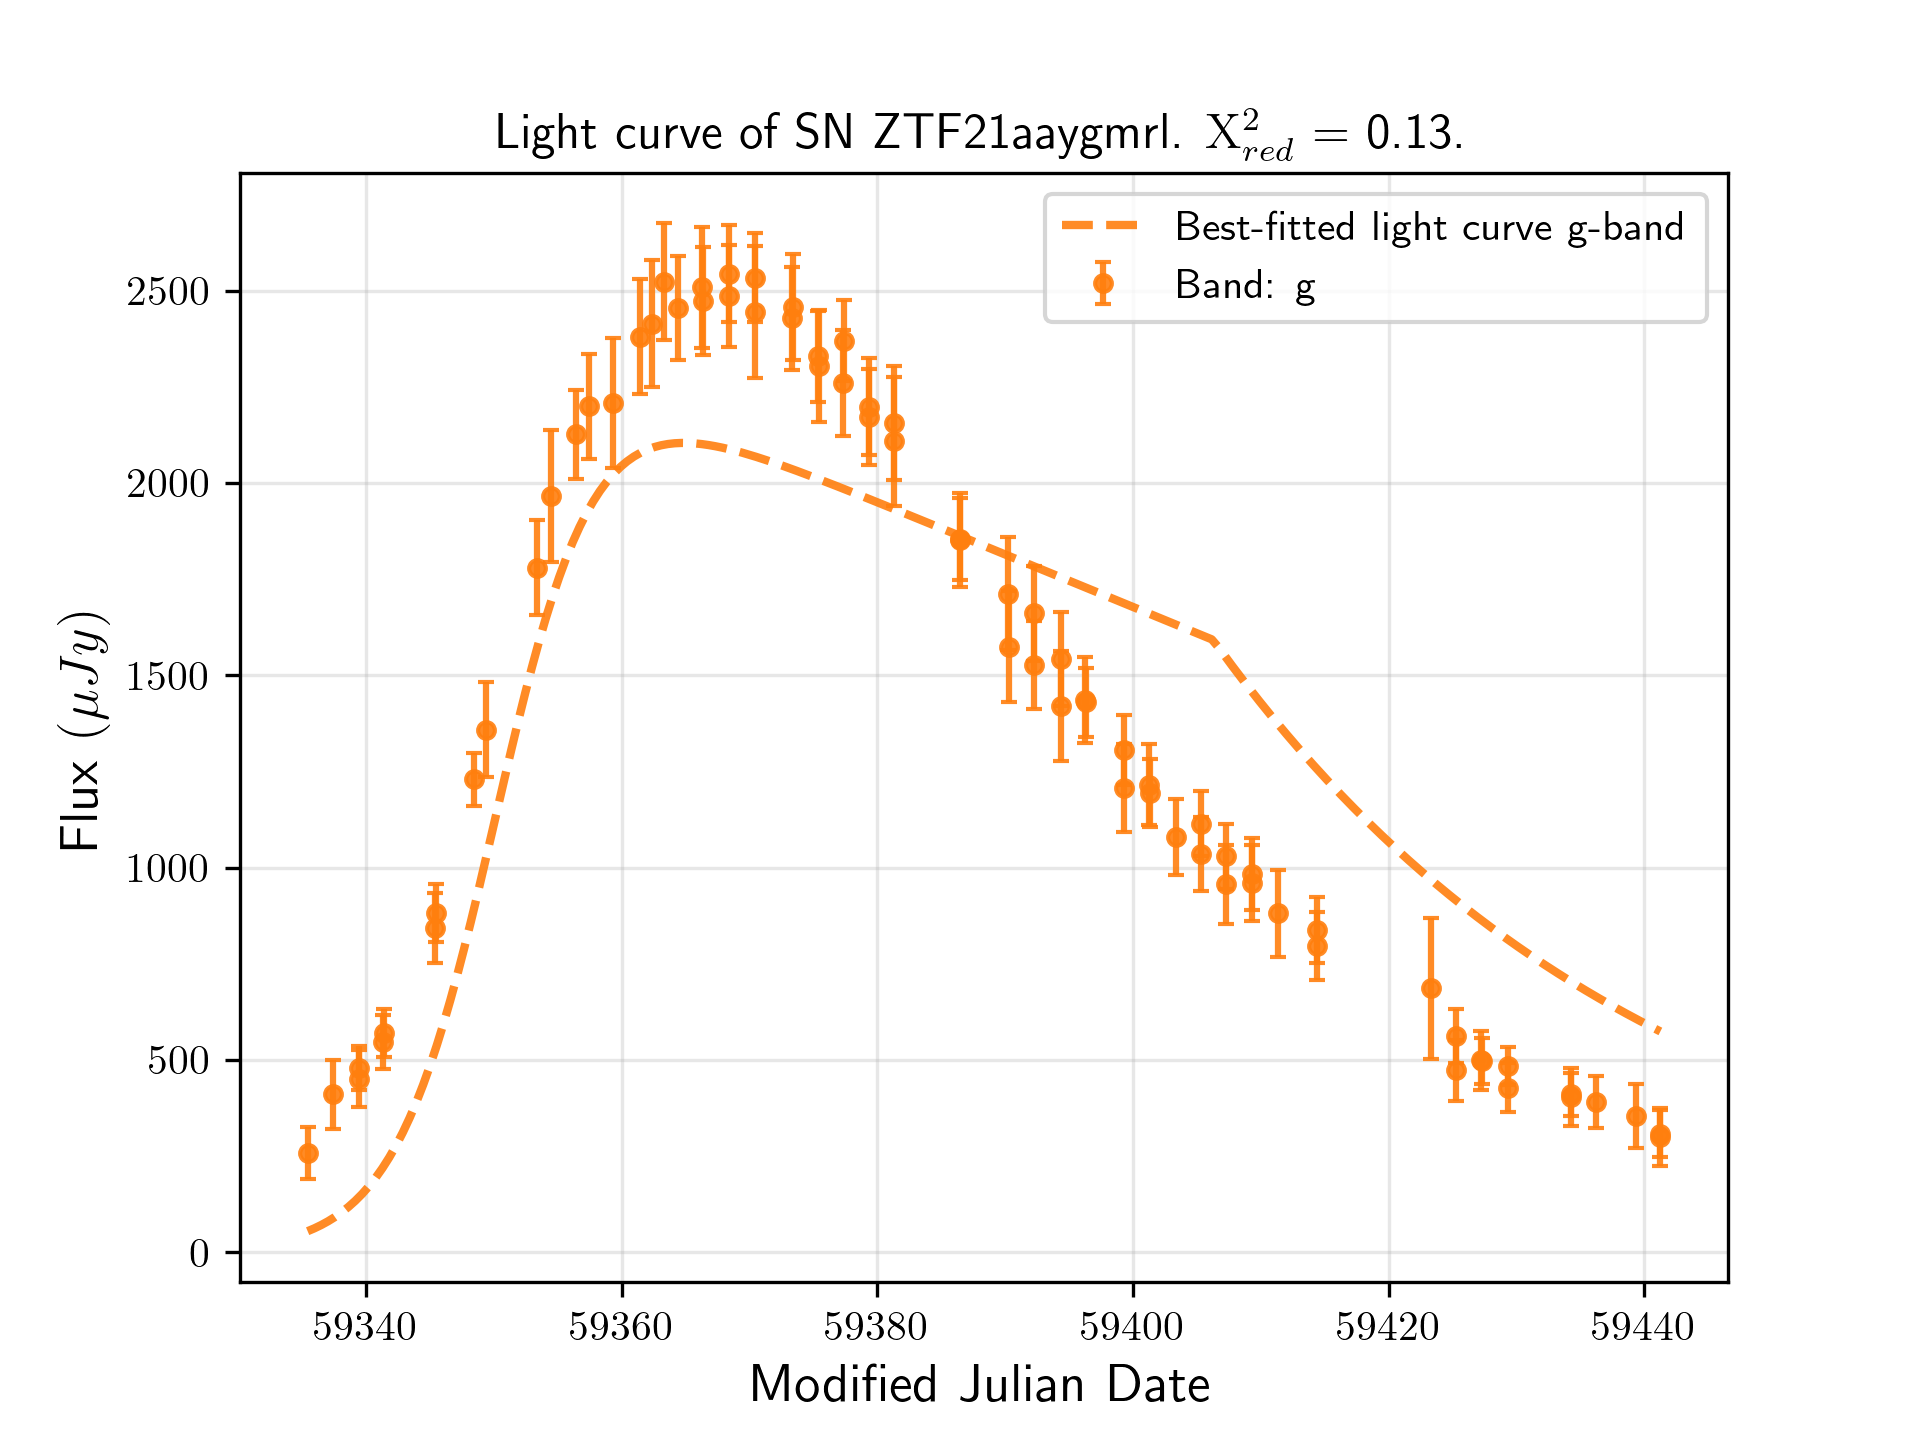 Light curve of SN ZTF21aaygmrl. X²_red = 0.13.
Best-fitted light curve g-band
Band: g
Flux (μJy)
2500
2000
1500
1000
500
0
59340 59360 59380 59400 59420 59440
Modified Julian Date